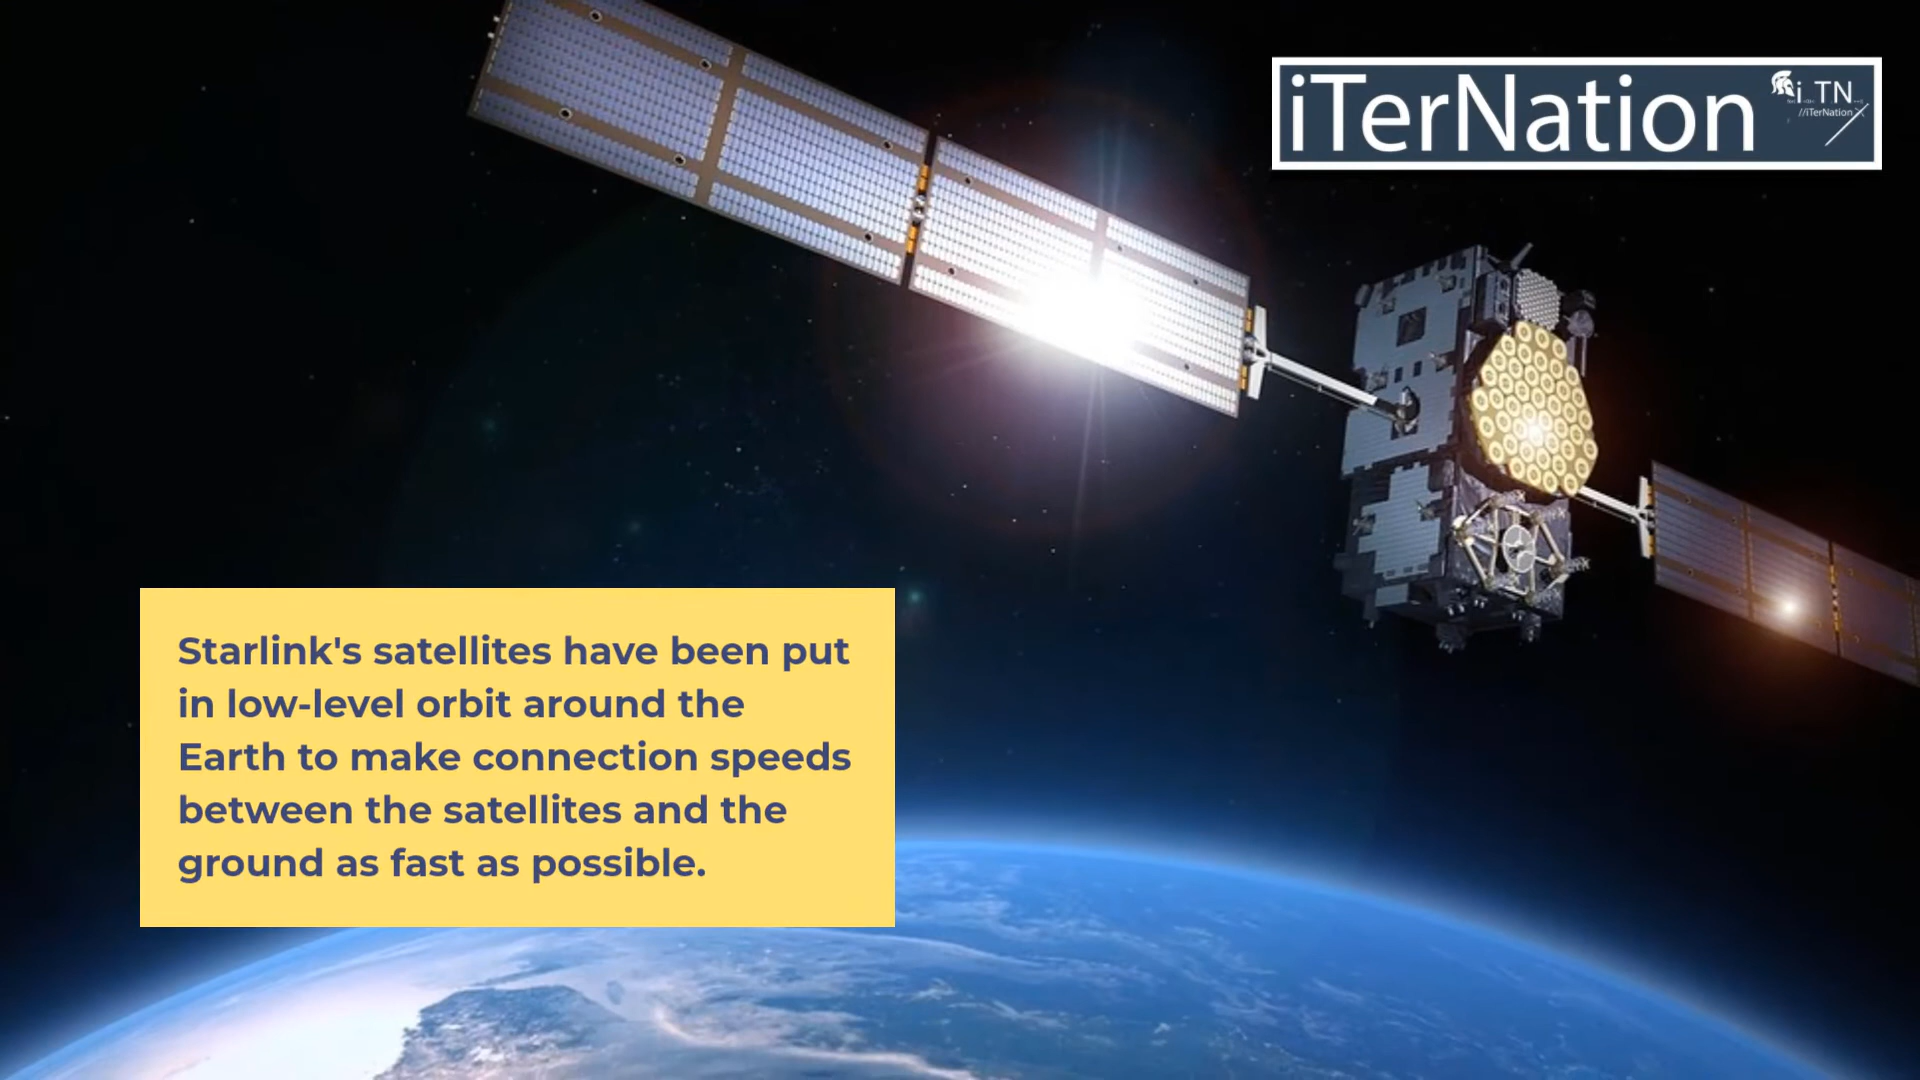 iTerNation
i_TN
//iTerNation
Starlink's satellites have been put
in low-level orbit around the
Earth to make connection speeds
between the satellites and the
ground as fast as possible.